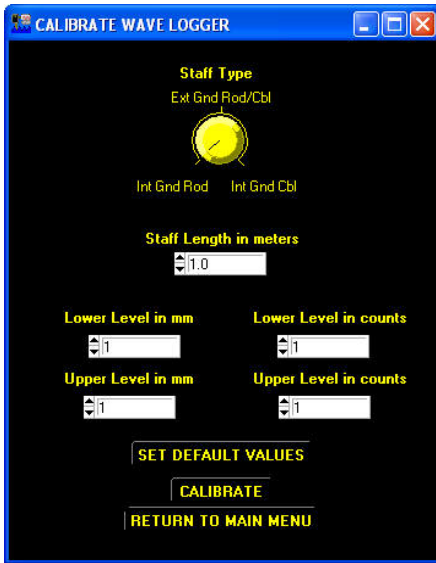 CALIBRATE WAVE LOGGER
Staff Type
Ext Gnd Rod/Cbl
Int Gnd Rod Int Gnd Cbl
Staff Length in meters
1.0
Lower Level in mm Lower Level in counts
1 1
Upper Level in mm Upper Level in counts
1 1
SET DEFAULT VALUES
CALIBRATE
RETURN TO MAIN MENU